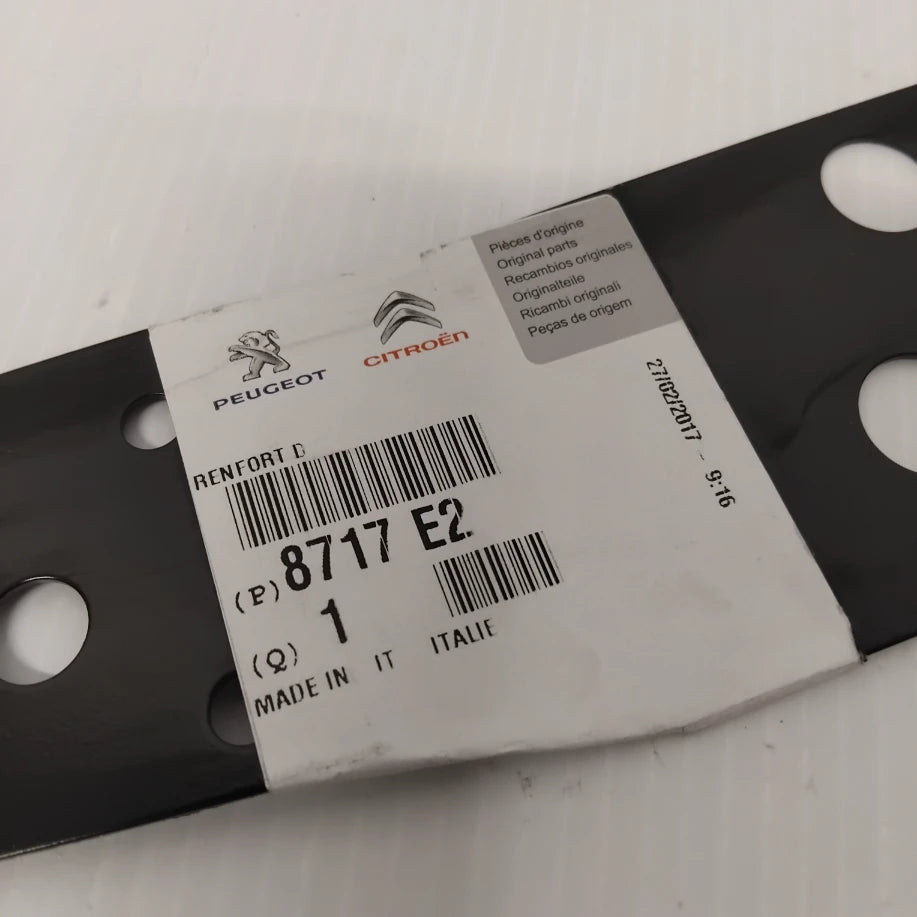 PEUGEOT
CITROËN
Pièces d'origine
Original parts
Recambios originales
Originalteile
Ricambi originali
Peças de origem
27/02/2017 - 9:16
RENFORT D
(P) 8717 E2
(Q) 1
MADE IN IT ITALIE